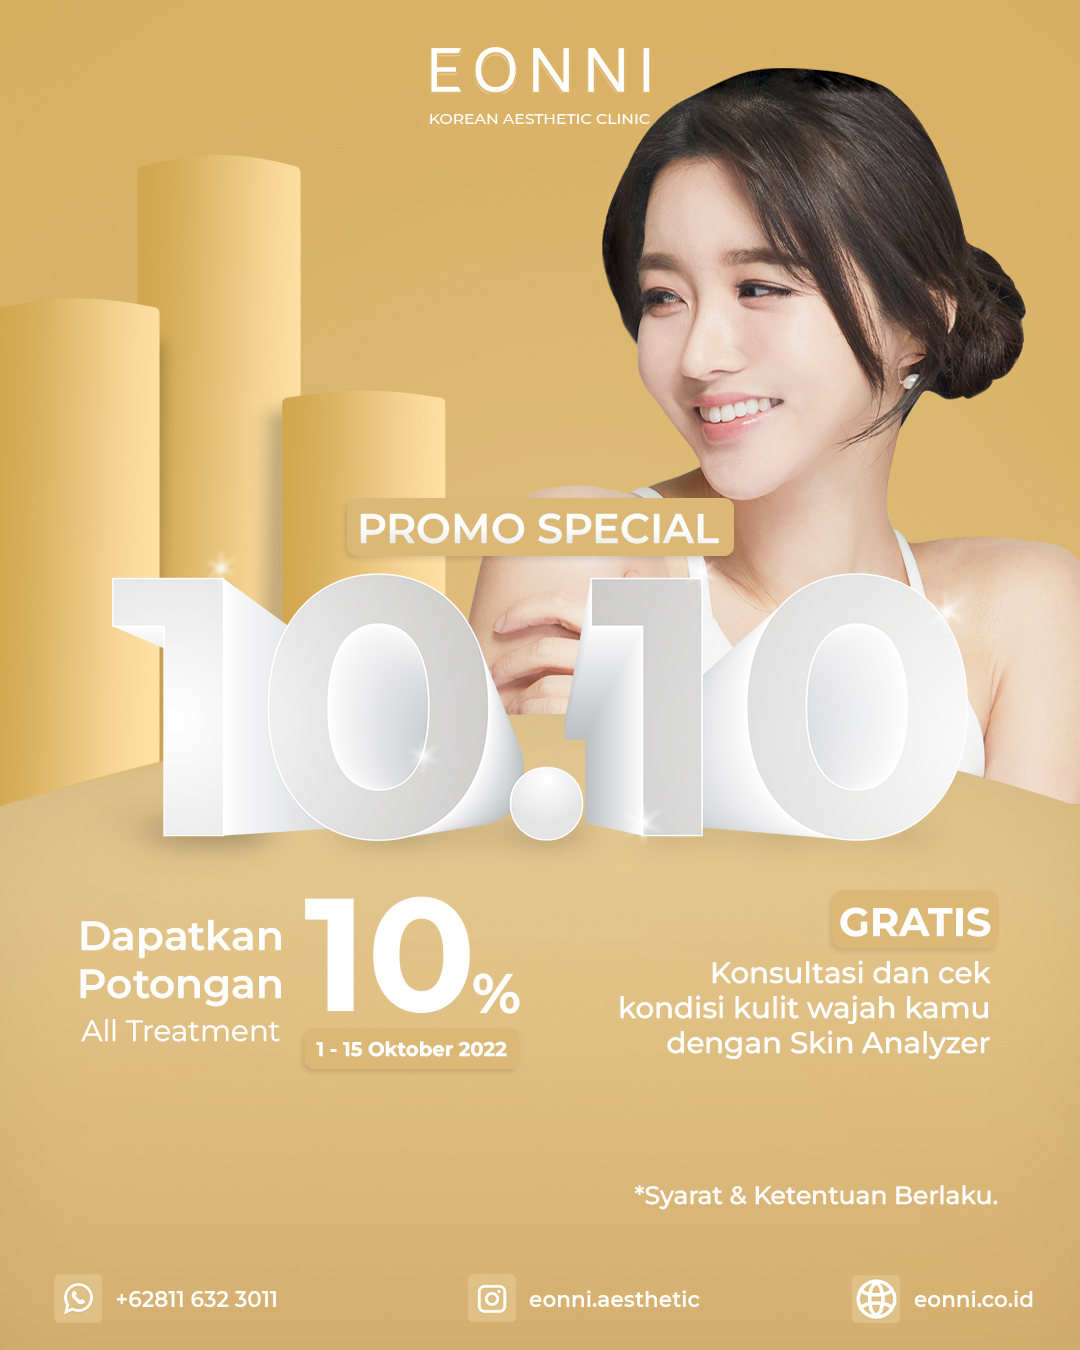 EONNI
KOREAN AESTHETIC CLINIC
PROMO SPECIAL
10.10
Dapatkan
Potongan
All Treatment
10%
1 - 15 Oktober 2022
GRATIS
Konsultasi dan cek
kondisi kulit wajah kamu
dengan Skin Analyzer
*Syarat & Ketentuan Berlaku.
+62811 632 3011
eonni.aesthetic
eonni.co.id